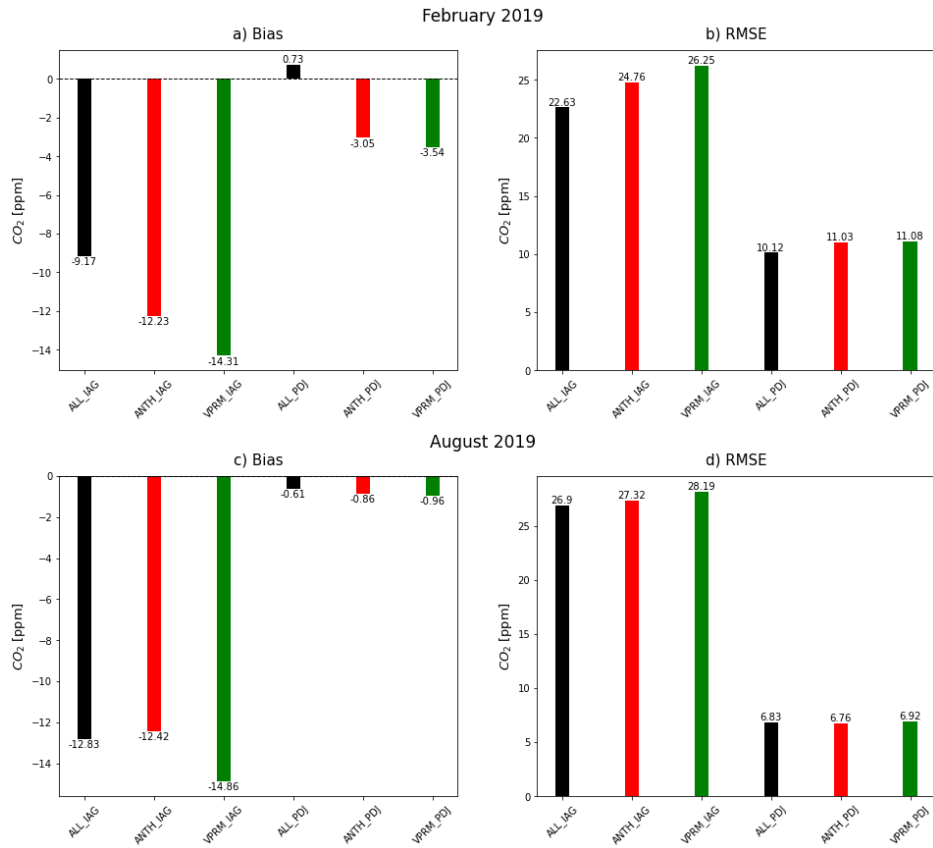 February 2019
a) Bias
b) RMSE
CO₂ [ppm]
0
−2
−4
−6
−8
−10
−12
−14
-9.17
-12.23
-14.31
0.73
-3.05
-3.54
ALL_IAG
ANTH_IAG
VPRM_IAG
ALL_PDJ
ANTH_PDJ
VPRM_PDJ
CO₂ [ppm]
25
20
15
10
5
0
22.63
24.76
26.25
10.12
11.03
11.08
ALL_IAG
ANTH_IAG
VPRM_IAG
ALL_PDJ
ANTH_PDJ
VPRM_PDJ
August 2019
c) Bias
d) RMSE
CO₂ [ppm]
0
−2
−4
−6
−8
−10
−12
−14
-12.83
-12.42
-14.86
-0.61
-0.86
-0.96
ALL_IAG
ANTH_IAG
VPRM_IAG
ALL_PDJ
ANTH_PDJ
VPRM_PDJ
CO₂ [ppm]
25
20
15
10
5
0
26.9
27.32
28.19
6.83
6.76
6.92
ALL_IAG
ANTH_IAG
VPRM_IAG
ALL_PDJ
ANTH_PDJ
VPRM_PDJ